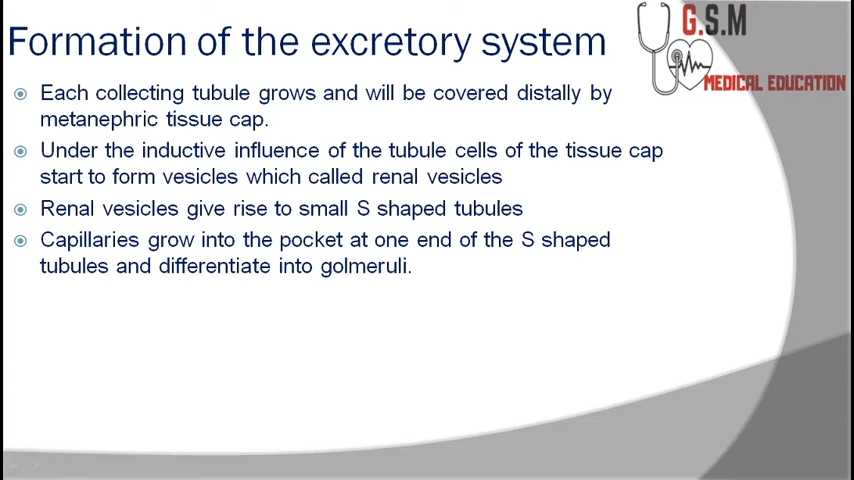 Formation of the excretory system
G.S.M
MEDICAL EDUCATION
Each collecting tubule grows and will be covered distally by
metanephric tissue cap.
Under the inductive influence of the tubule cells of the tissue cap
start to form vesicles which called renal vesicles
Renal vesicles give rise to small S shaped tubules
Capillaries grow into the pocket at one end of the S shaped
tubules and differentiate into golmeruli.